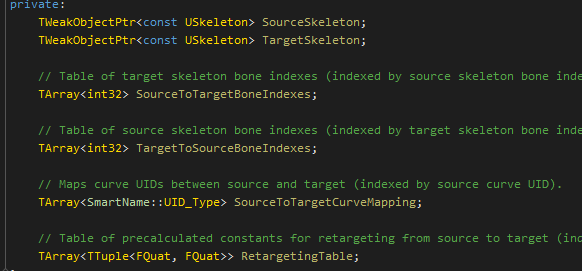 private:
TWeakObjectPtr<const USkeleton> SourceSkeleton;
TWeakObjectPtr<const USkeleton> TargetSkeleton;
// Table of target skeleton bone indexes (indexed by source skeleton bone inde
TArray<int32> SourceToTargetBoneIndexes;
// Table of source skeleton bone indexes (indexed by target skeleton bone inde
TArray<int32> TargetToSourceBoneIndexes;
// Maps curve UIDs between source and target (indexed by source curve UID).
TArray<SmartName::UID_Type> SourceToTargetCurveMapping;
// Table of precalculated constants for retargeting from source to target (ind
TArray<TTuple<FQuat, FQuat>> RetargetingTable;